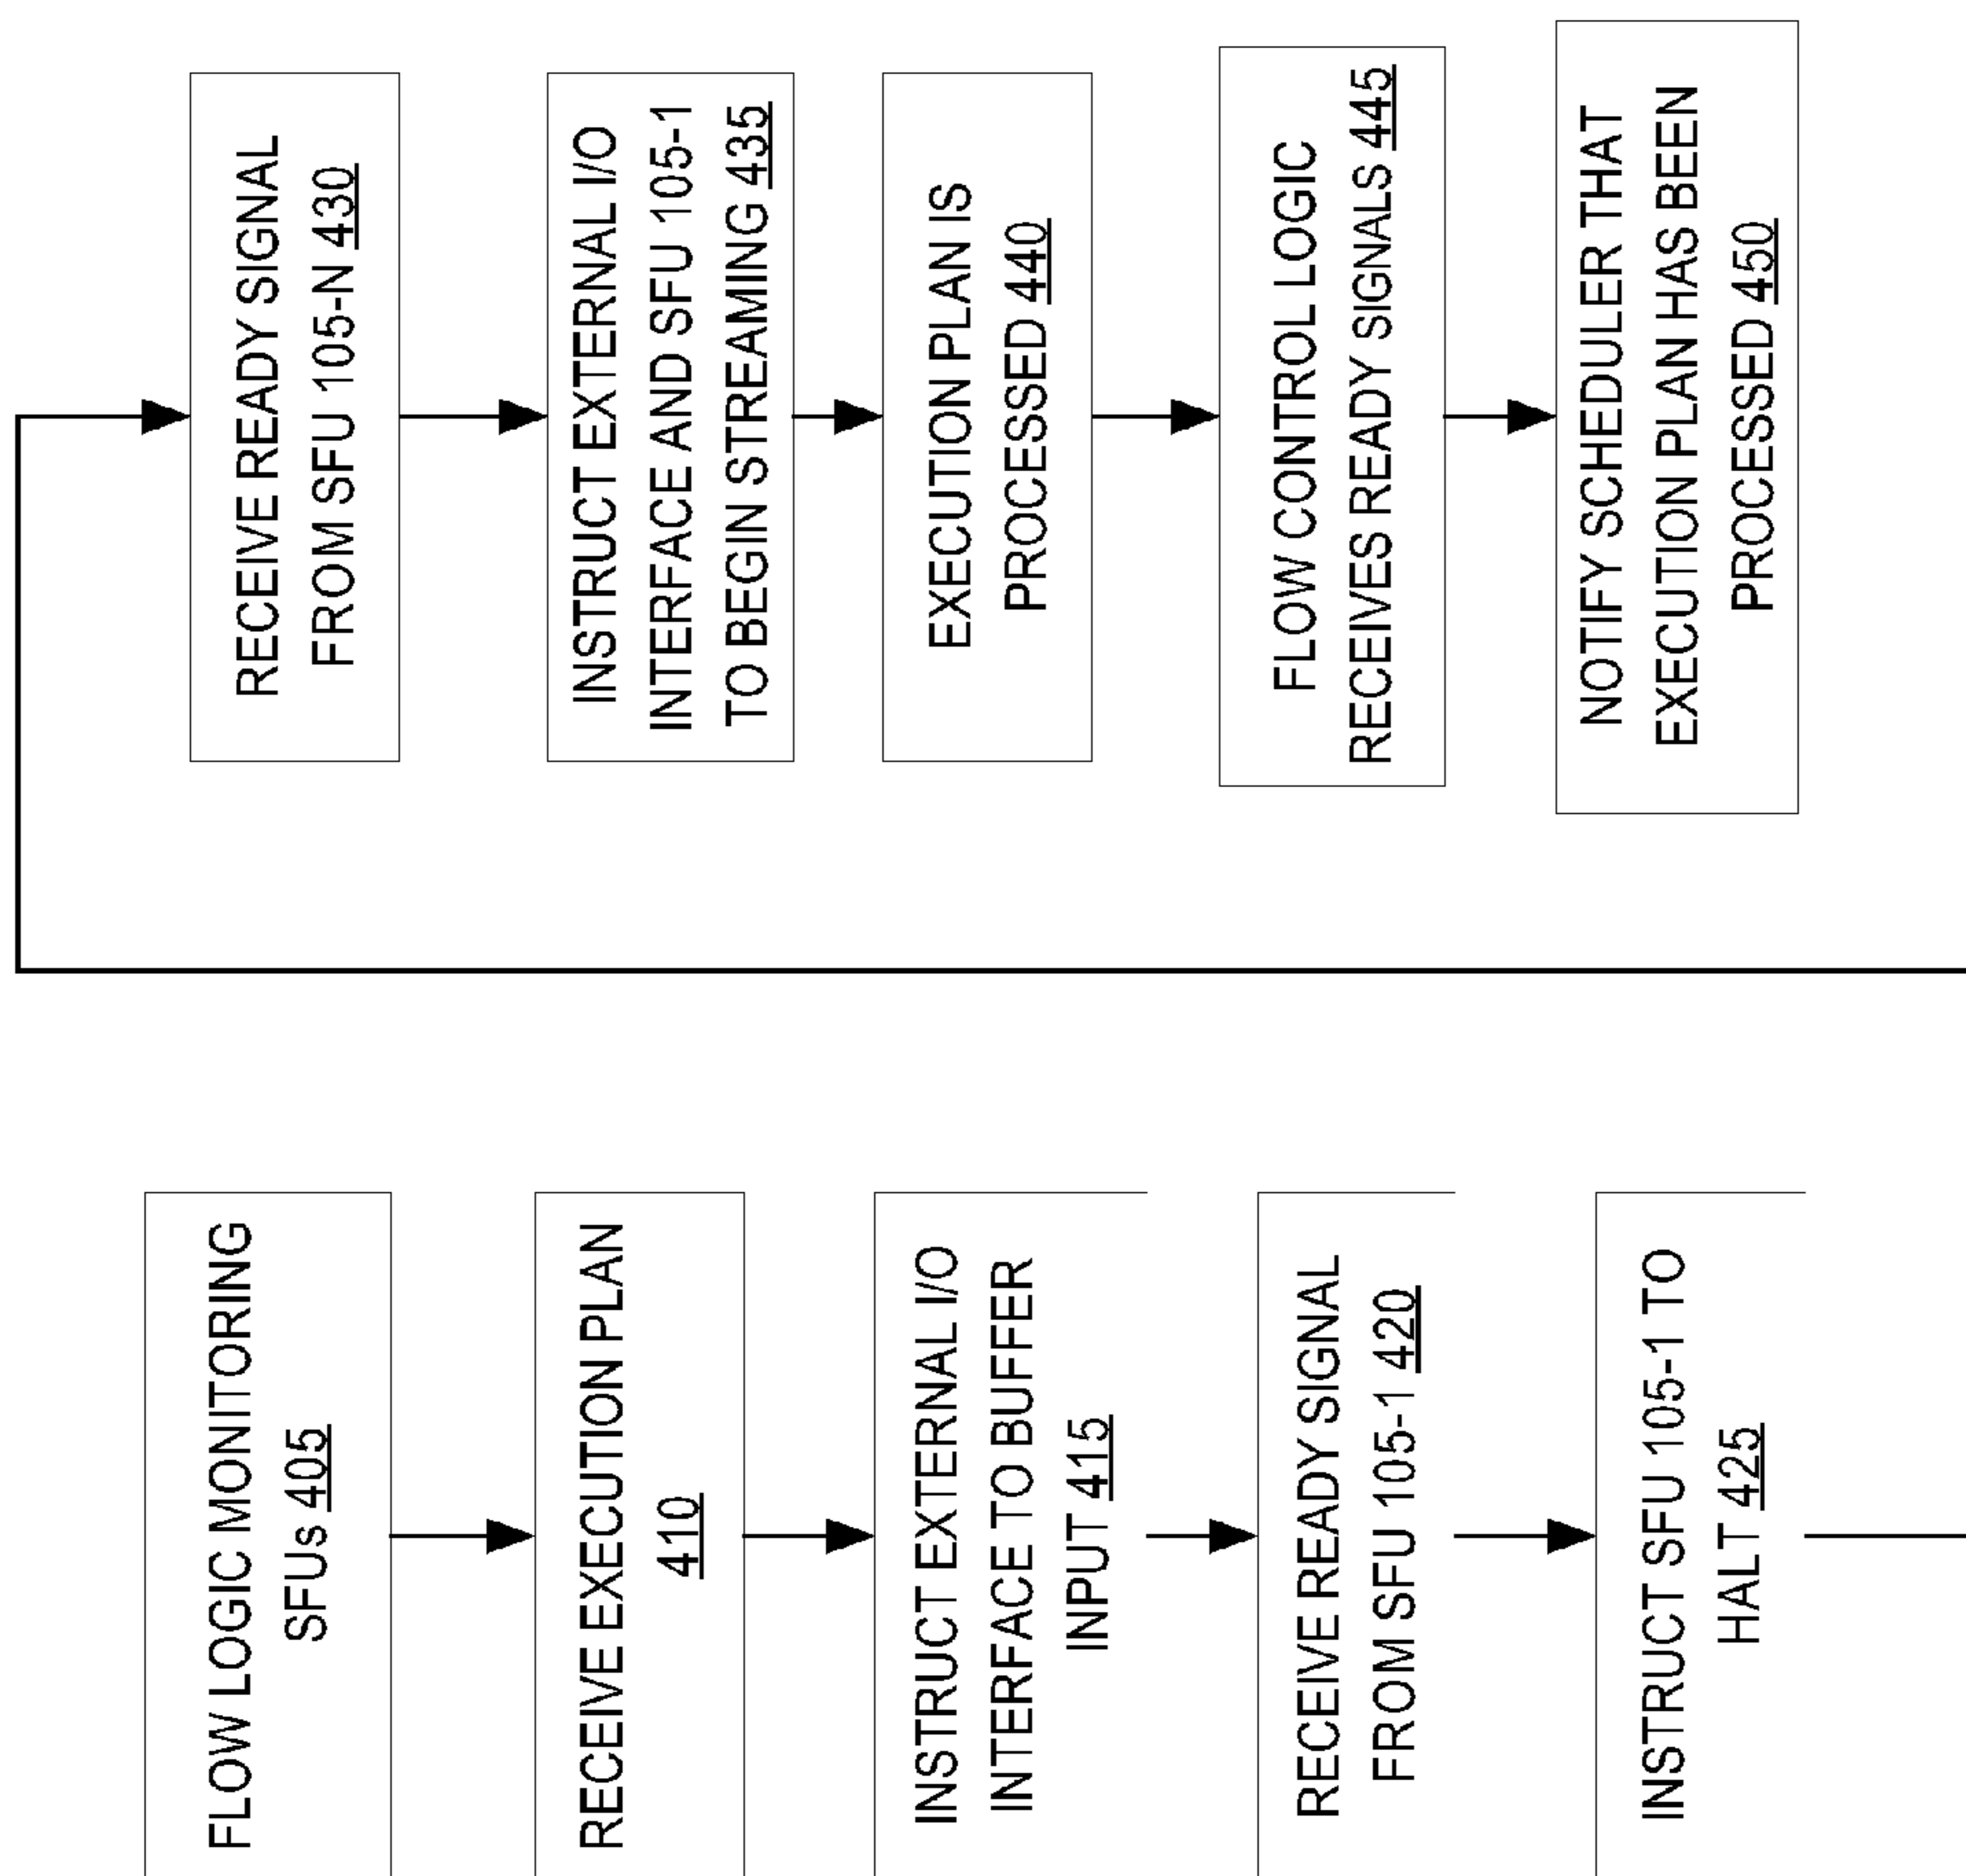 FLOW LOGIC MONITORING
SFUs 405
RECEIVE EXECUTION PLAN
410
INSTRUCT EXTERNAL I/O
INTERFACE TO BUFFER
INPUT 415
RECEIVE READY SIGNAL
FROM SFU 105-1 420
INSTRUCT SFU 105-1 TO
HALT 425
RECEIVE READY SIGNAL
FROM SFU 105-N 430
INSTRUCT EXTERNAL I/O
INTERFACE AND SFU 105-1
TO BEGIN STREAMING 435
EXECUTION PLAN IS
PROCESSED 440
FLOW CONTROL LOGIC
RECEIVES READY SIGNALS 445
NOTIFY SCHEDULER THAT
EXECUTION PLAN HAS BEEN
PROCESSED 450